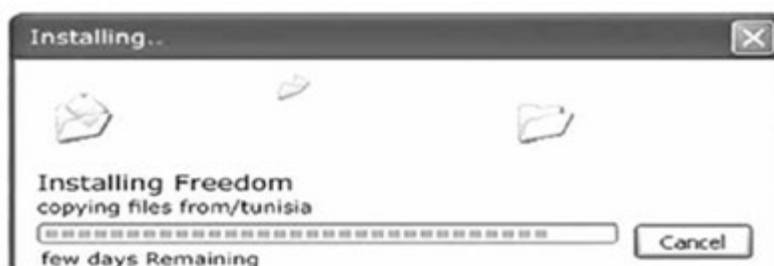 Installing..
Installing Freedom
copying files from/tunisia
Cancel
few days Remaining